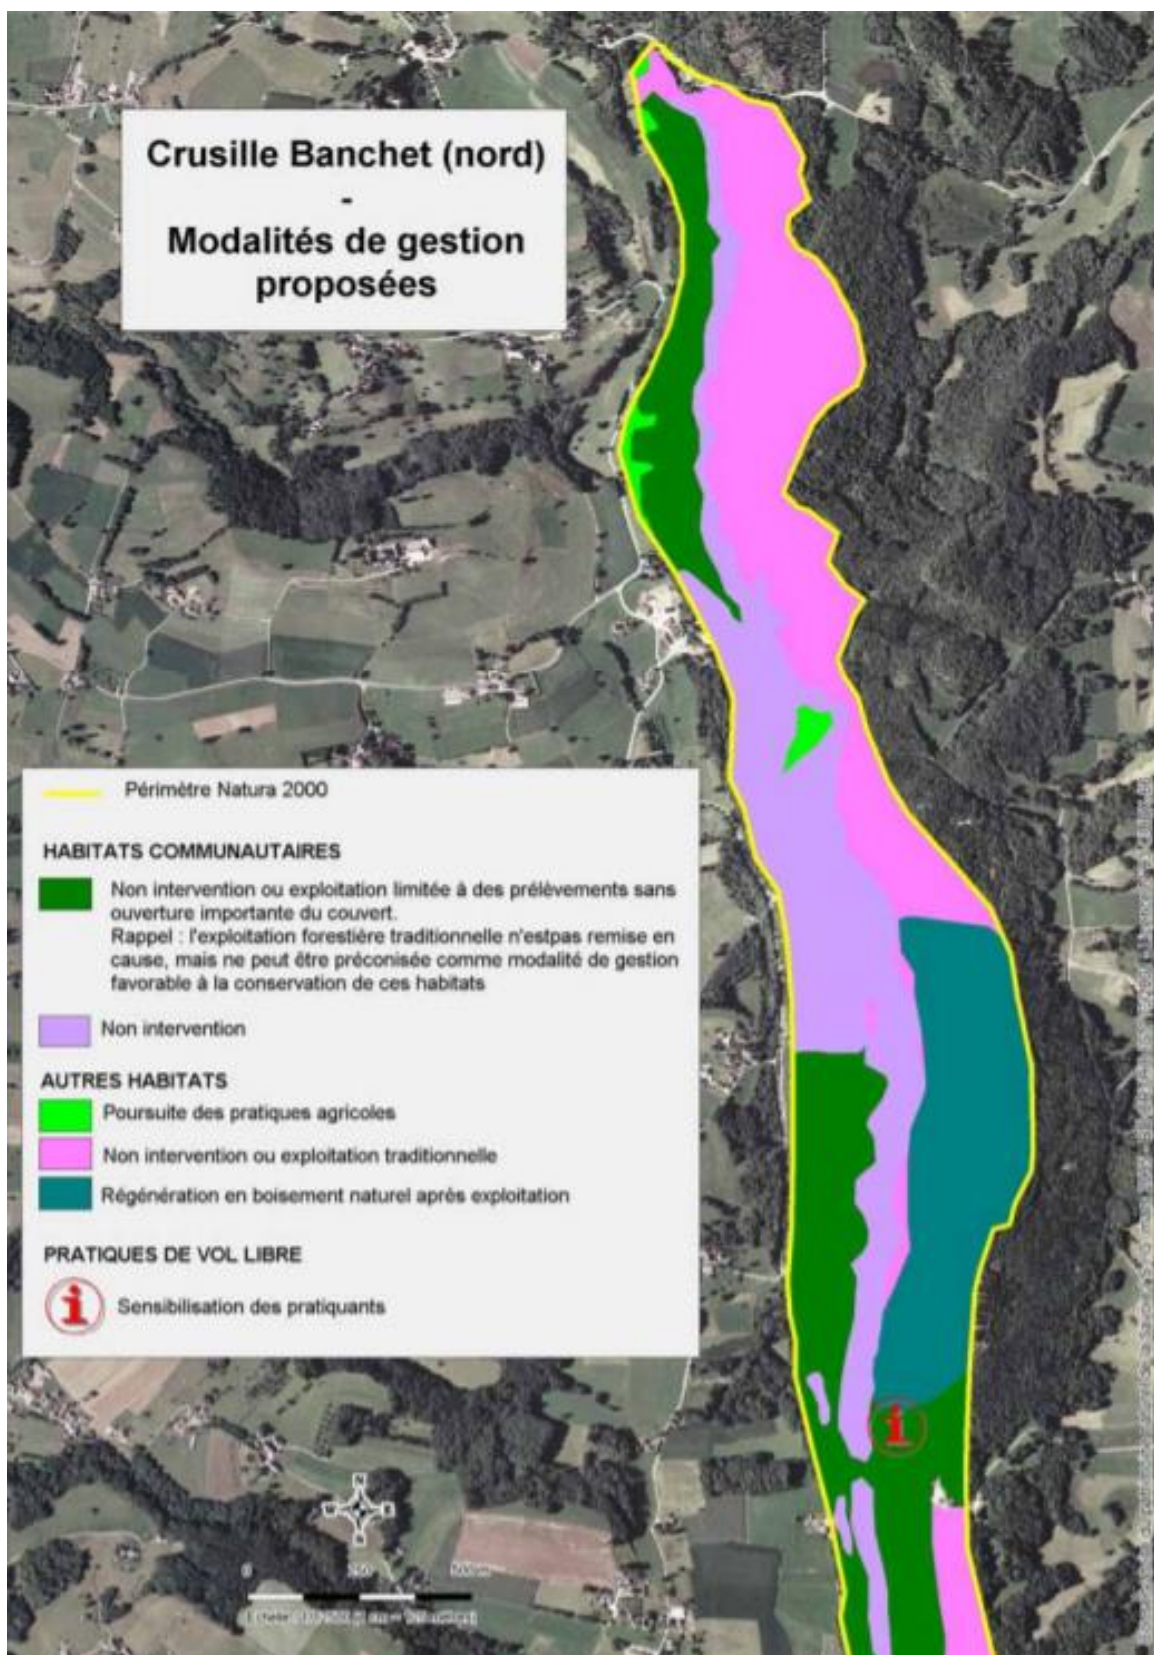 Crusille Banchet (nord)
-
Modalités de gestion
proposées
Périmètre Natura 2000
HABITATS COMMUNAUTAIRES
Non intervention ou exploitation limitée à des prélèvements sans
ouverture importante du couvert.
Rappel : l'exploitation forestière traditionnelle n'estpas remise en
cause, mais ne peut être préconisée comme modalité de gestion
favorable à la conservation de ces habitats
Non intervention
AUTRES HABITATS
Poursuite des pratiques agricoles
Non intervention ou exploitation traditionnelle
Régénération en boisement naturel après exploitation
PRATIQUES DE VOL LIBRE
i Sensibilisation des pratiquants
i
N
W E
0 250 500 m